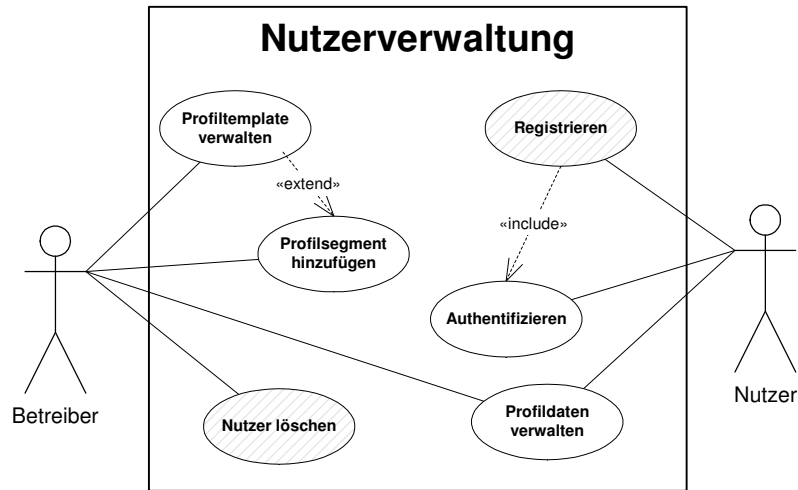 Nutzerverwaltung
Profiltemplate
verwalten
Registrieren
«extend»
«include»
Profilsegment
hinzufügen
Authentifizieren
Betreiber
Nutzer löschen
Profildaten
verwalten
Nutzer